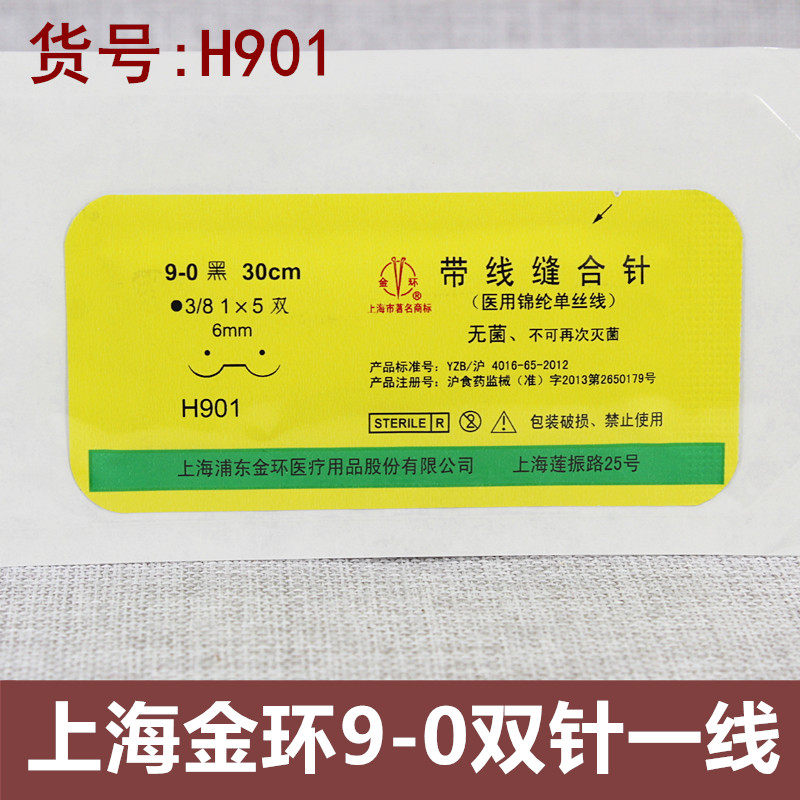 货号:H901
9-0 黑 30cm
●3/8 1×5 双
6mm
H901
金 环
®
上海市著名商标
带线缝合针
（医用锦纶单丝线）
无菌、不可再次灭菌
产品标准号：YZB/沪 4016-65-2012
产品注册号：沪食药监械（准）字2013第2650179号
STERILE R
2
包装破损、禁止使用
上海浦东金环医疗用品股份有限公司 上海莲振路25号
上海金环9-0双针一线